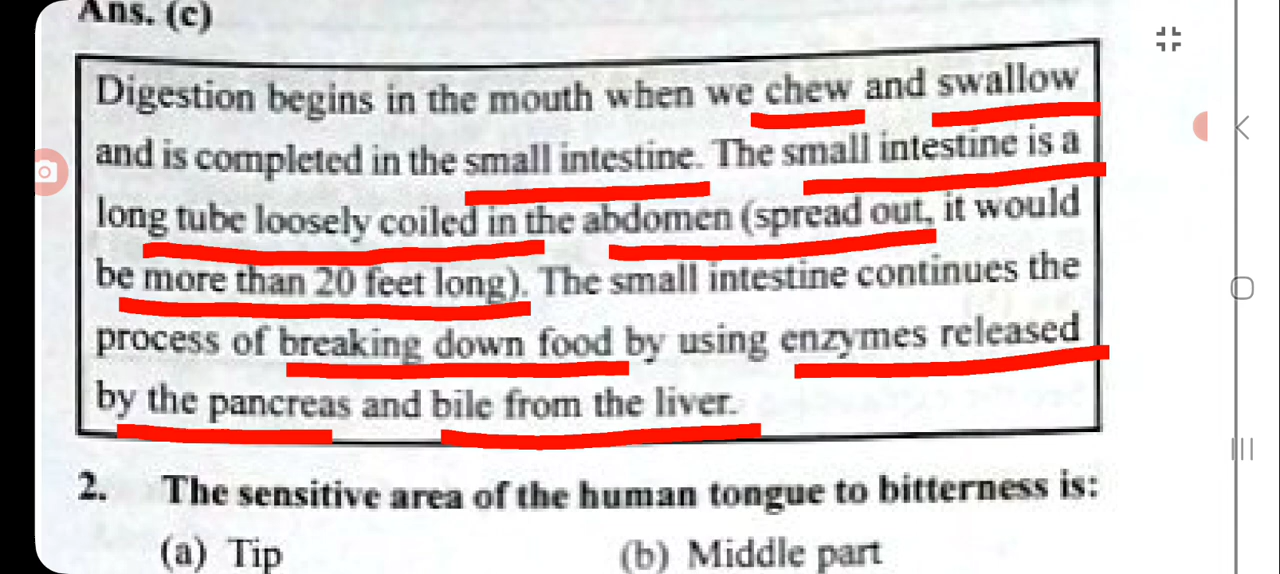 Ans. (c)
Digestion begins in the mouth when we chew and swallow
and is completed in the small intestine. The small intestine is a
long tube loosely coiled in the abdomen (spread out, it would
be more than 20 feet long). The small intestine continues the
process of breaking down food by using enzymes released
by the pancreas and bile from the liver.
2. The sensitive area of the human tongue to bitterness is:
(a) Tip (b) Middle part